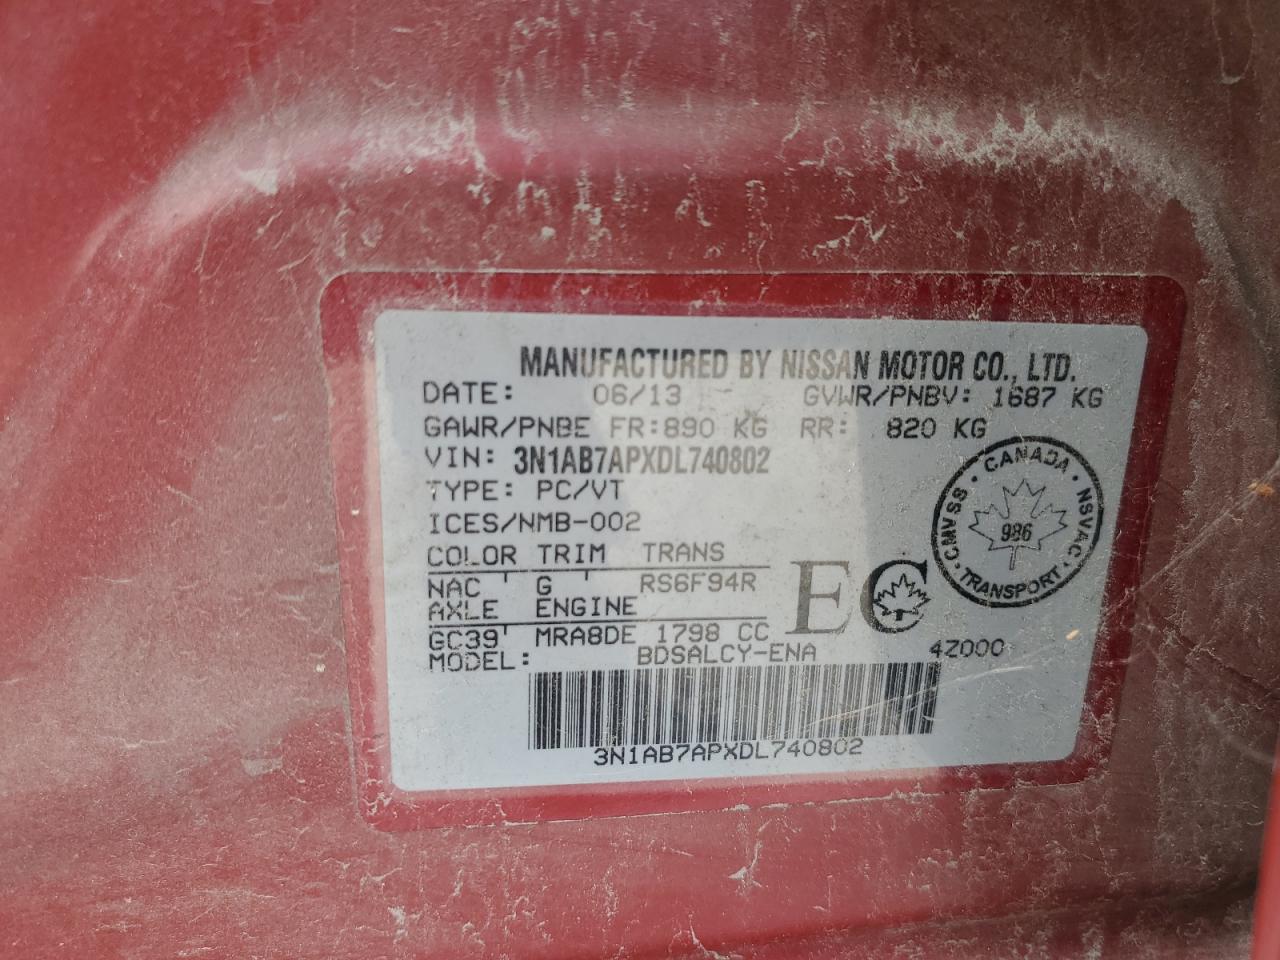 MANUFACTURED BY NISSAN MOTOR CO., LTD.
DATE: 06/13 GVWR/PNBV: 1687 KG
GAWR/PNBE FR:890 KG RR: 820 KG
VIN: 3N1AB7APXDL740802
TYPE: PC/VT
ICES/NMB-002
COLOR TRIM TRANS
NAC ' G ' RS6F94R
AXLE ENGINE
GC39' MRA8DE 1798 CC
MODEL: BDSALCY-ENA 4Z000
3N1AB7APXDL740802
EC
CANADA
CMVSS · NSVAC
986
TRANSPORT